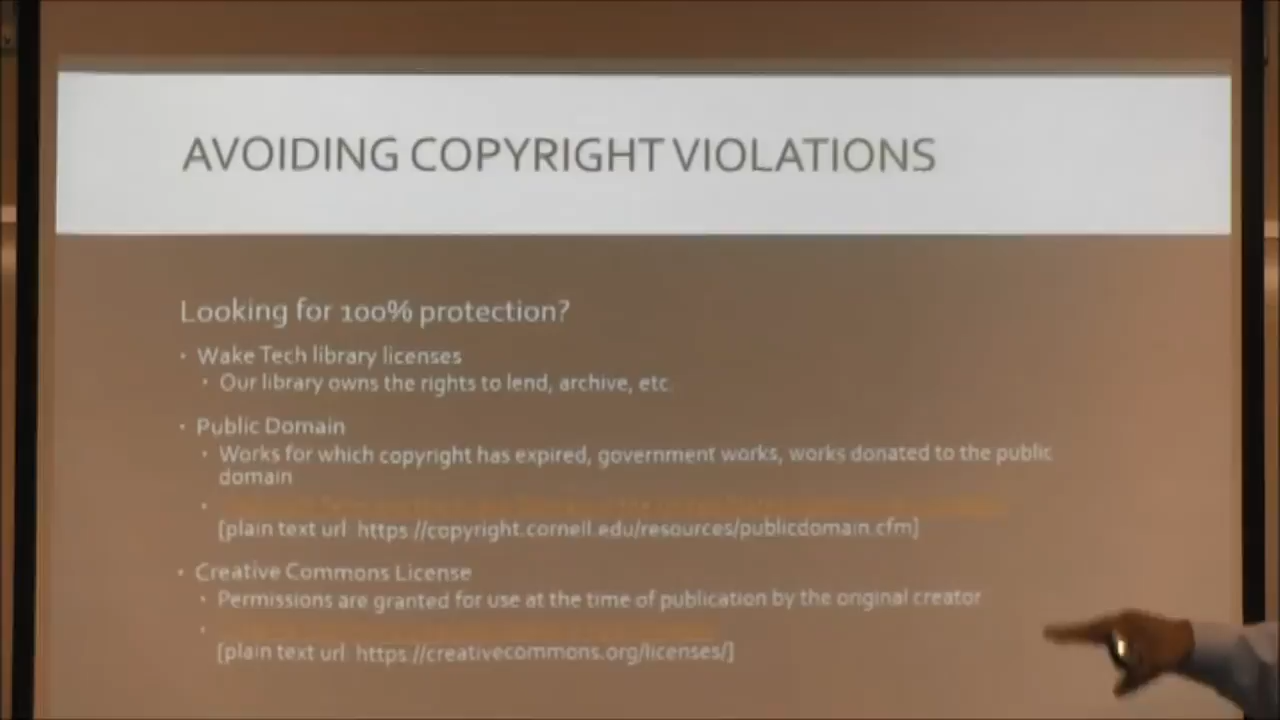 AVOIDING COPYRIGHT VIOLATIONS
Looking for 100% protection?
• Wake Tech library licenses
• Our library owns the rights to lend, archive, etc
• Public Domain
• Works for which copyright has expired, government works, works donated to the public
domain
•
[plain text url https://copyright.cornell.edu/resources/publicdomain.cfm]
• Creative Commons License
• Permissions are granted for use at the time of publication by the original creator
•
[plain text url https://creativecommons.org/licenses/]